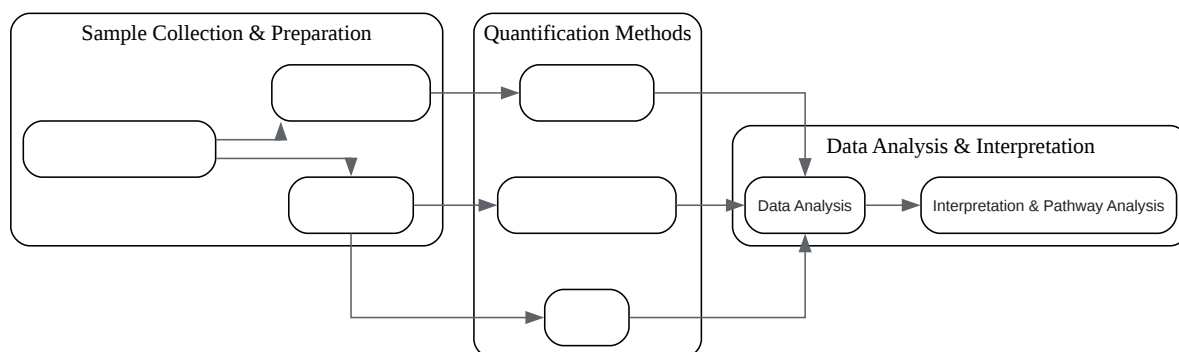 Sample Collection & Preparation
Quantification Methods
Data Analysis & Interpretation
Data Analysis
Interpretation & Pathway Analysis